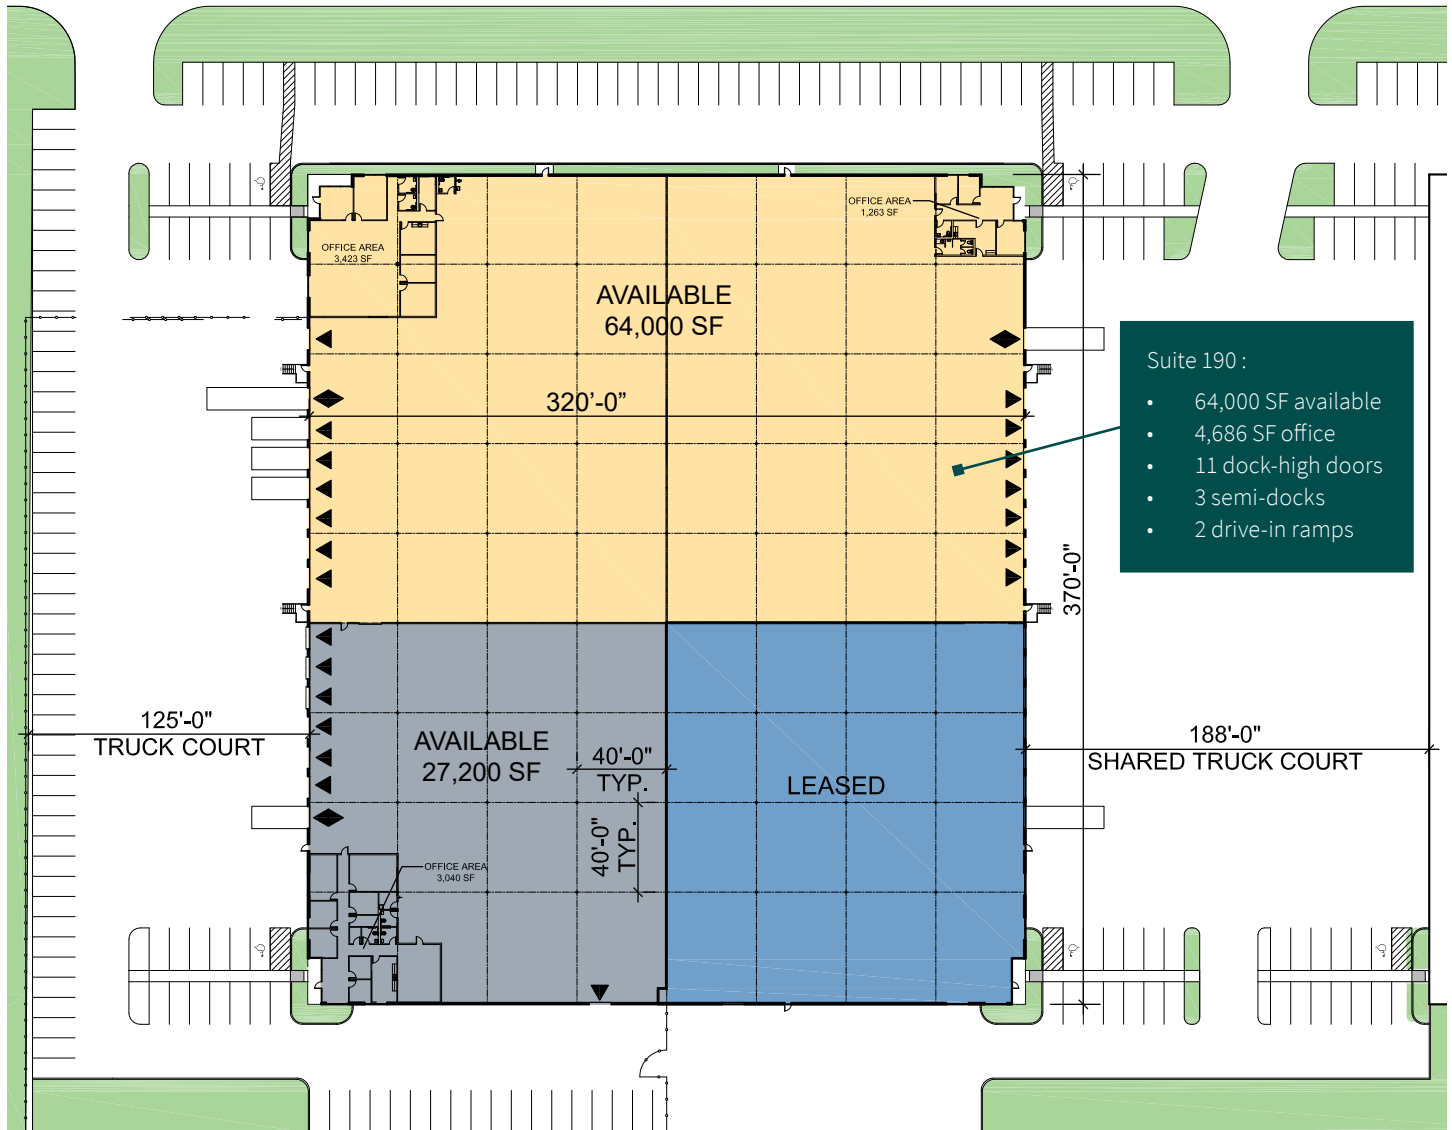 OFFICE AREA
3,423 SF
OFFICE AREA
1,263 SF
AVAILABLE
64,000 SF
320'-0"
Suite 190 :
• 64,000 SF available
• 4,686 SF office
• 11 dock-high doors
• 3 semi-docks
• 2 drive-in ramps
370'-0"
125'-0"
TRUCK COURT
AVAILABLE
27,200 SF
40'-0"
TYP.
40'-0"
TYP.
LEASED
188'-0"
SHARED TRUCK COURT
OFFICE AREA
3,040 SF